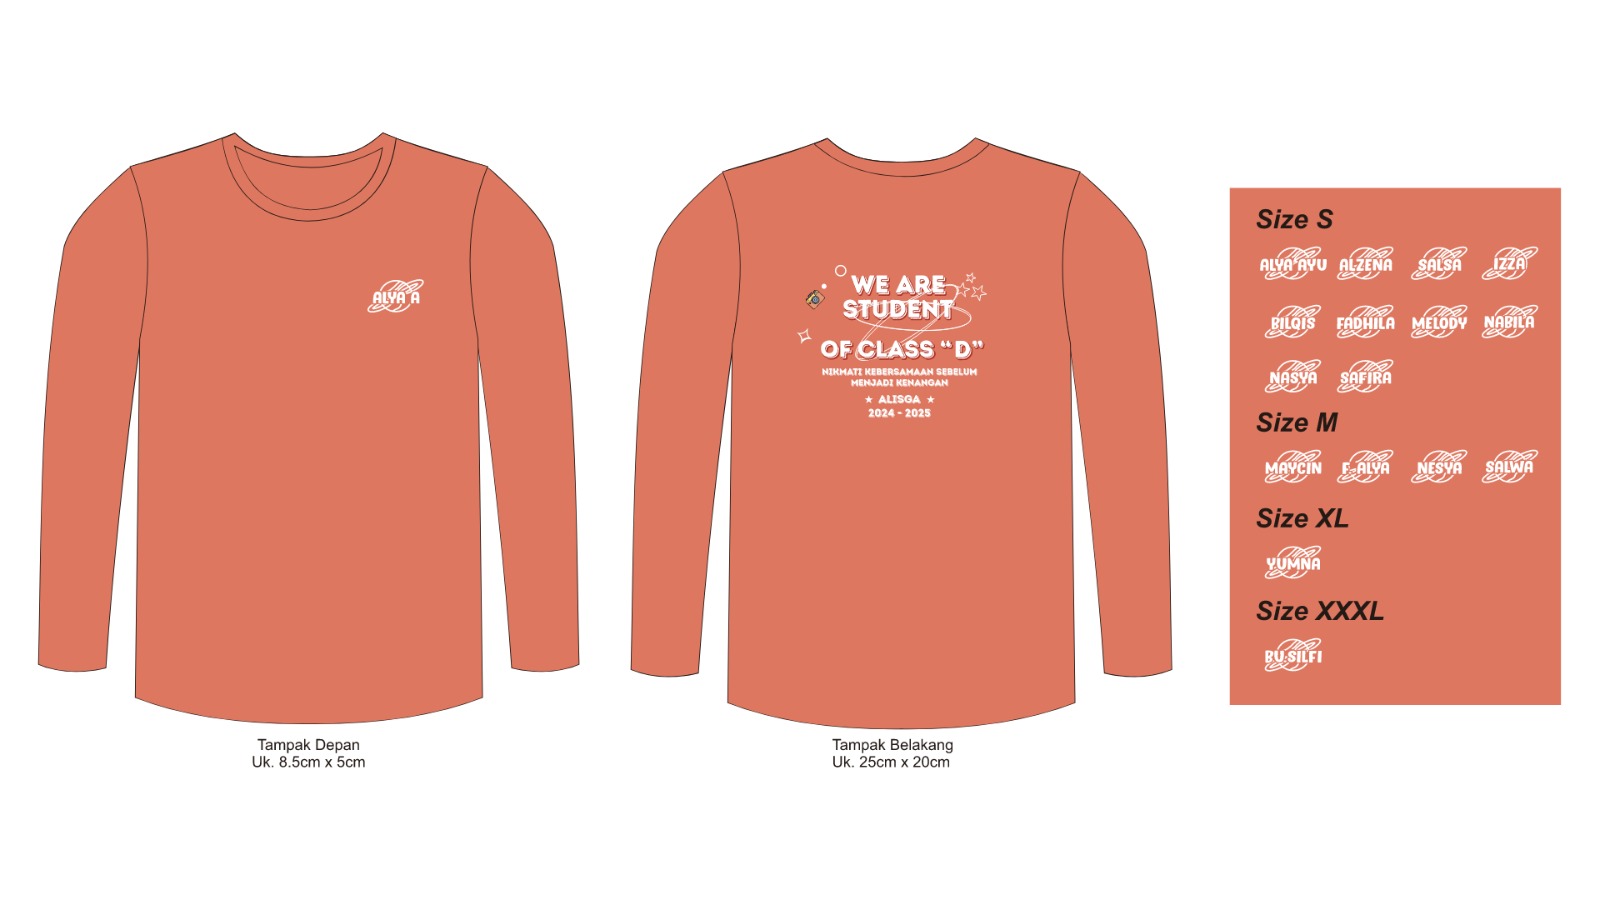 ALYA A
Tampak Depan
Uk. 8.5cm x 5cm
WE ARE
STUDENT
OF CLASS “D”
NIKMATI KEBERSAMAAN SEBELUM
MENJADI KENANGAN
★ ALISGA ★
2024 - 2025
Tampak Belakang
Uk. 25cm x 20cm
Size S
ALYA AYU ALZENA SALSA IZZA
BILQIS FADHILA MELODY NABILA
NASYA SAFIRA
Size M
MAYCIN F. ALYA NESYA SALWA
Size XL
YUMNA
Size XXXL
BU SILFI